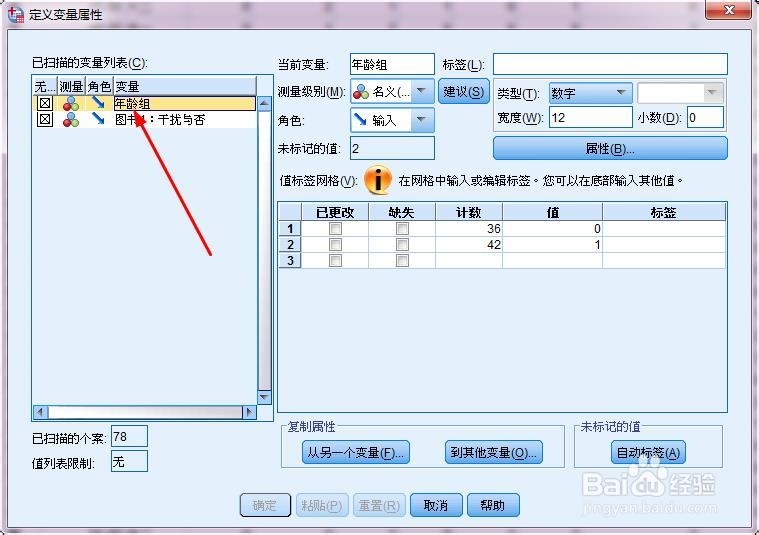 定义变量属性
已扫描的变量列表(C):
无... 测量 角色 变量
年龄组
图书1：干扰与否
已扫描的个案: 78
值列表限制: 无
当前变量: 年龄组 标签(L):
测量级别(M): 名义(... 建议(S) 类型(T): 数字
角色: 输入 宽度(W): 12 小数(D): 0
未标记的值: 2 属性(B)...
值标签网格(V): 在网格中输入或编辑标签。您可以在底部输入其他值。
已更改 缺失 计数 值 标签
1 36 0
2 42 1
3
复制属性 未标记的值
从另一个变量(F)... 到其他变量(O)... 自动标签(A)
确定 粘贴(P) 重置(R) 取消 帮助
Baidu 经验
jingyan.baidu.com